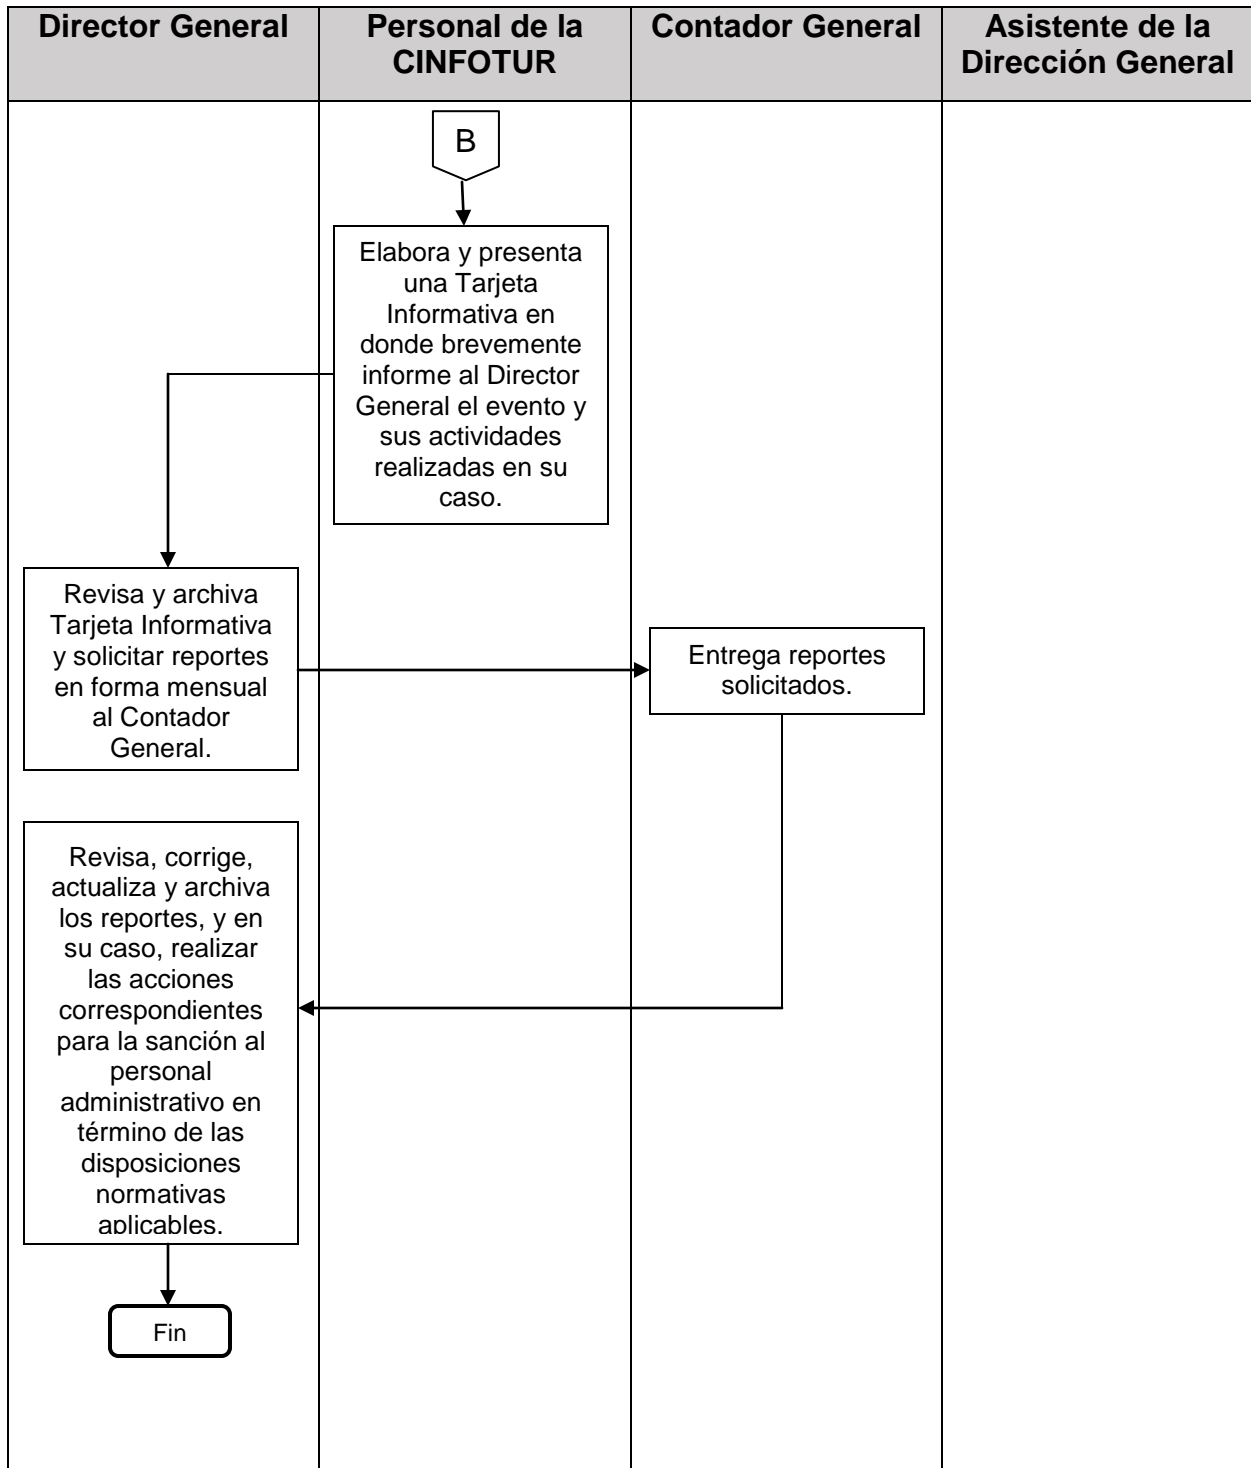 Director General
Personal de la
CINFOTUR
Contador General
Asistente de la
Dirección General
B
Elabora y presenta
una Tarjeta
Informativa en
donde brevemente
informe al Director
General el evento y
sus actividades
realizadas en su
caso.
Revisa y archiva
Tarjeta Informativa
y solicitar reportes
en forma mensual
al Contador
General.
Entrega reportes
solicitados.
Revisa, corrige,
actualiza y archiva
los reportes, y en
su caso, realizar
las acciones
correspondientes
para la sanción al
personal
administrativo en
término de las
disposiciones
normativas
aplicables.
Fin